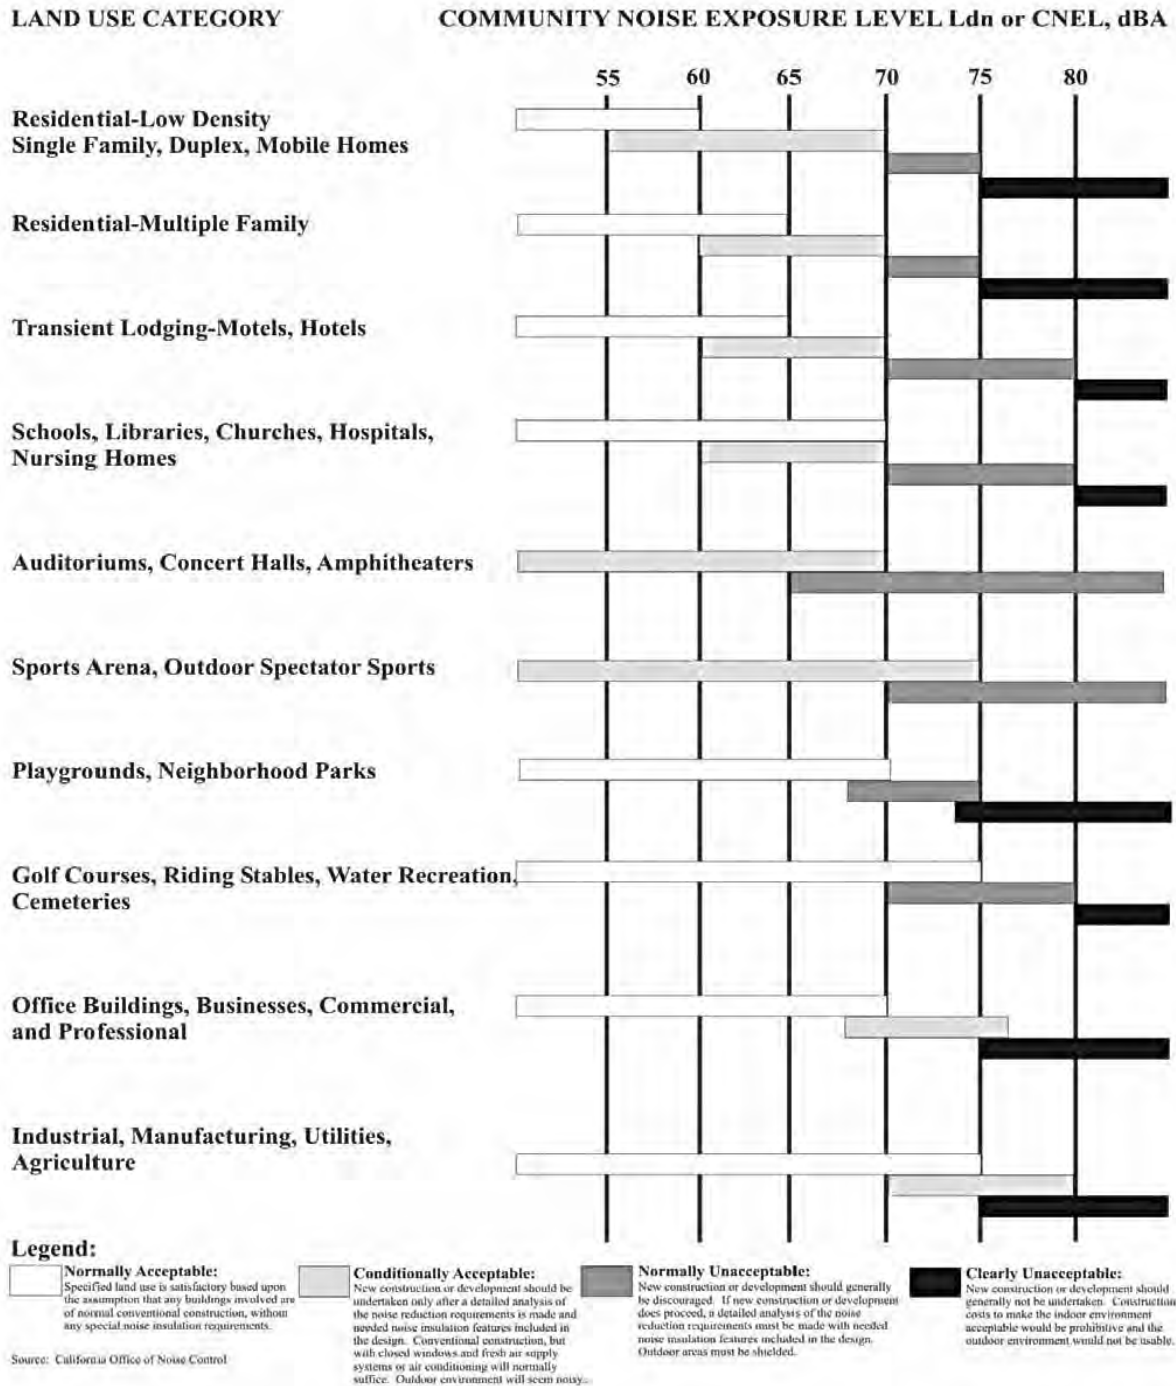 LAND USE CATEGORY
COMMUNITY NOISE EXPOSURE LEVEL Ldn or CNEL, dBA
55 60 65 70 75 80
Residential-Low Density
Single Family, Duplex, Mobile Homes
Residential-Multiple Family
Transient Lodging-Motels, Hotels
Schools, Libraries, Churches, Hospitals,
Nursing Homes
Auditoriums, Concert Halls, Amphitheaters
Sports Arena, Outdoor Spectator Sports
Playgrounds, Neighborhood Parks
Golf Courses, Riding Stables, Water Recreation,
Cemeteries
Office Buildings, Businesses, Commercial,
and Professional
Industrial, Manufacturing, Utilities,
Agriculture
Legend:
Normally Acceptable:
Specified land use is satisfactory based upon
the assumption that any buildings involved are
of normal conventional construction, without
any special noise insulation requirements.
Conditionally Acceptable:
New construction or development should be
undertaken only after a detailed analysis of
the noise reduction requirements is made and
needed noise insulation features included in
the design. Conventional construction, but
with closed windows and fresh air supply
systems or air conditioning will normally
suffice. Outdoor environment will seem noisy.
Normally Unacceptable:
New construction or development should generally
be discouraged. If new construction or development
does proceed, a detailed analysis of the noise
reduction requirements must be made with needed
noise insulation features included in the design.
Outdoor areas must be shielded.
Clearly Unacceptable:
New construction or development should
generally not be undertaken. Construction
costs to make the indoor environment
acceptable would be prohibitive and the
outdoor environment would not be usable.
Source: California Office of Noise Control